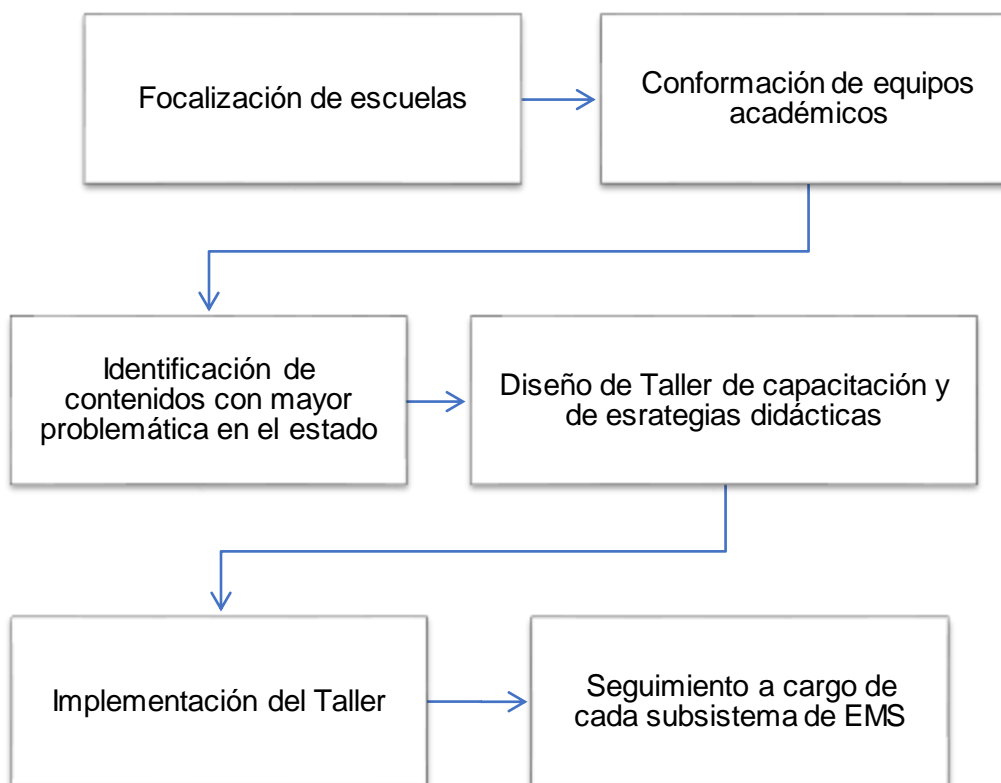 Focalización de escuelas
Conformación de equipos
académicos
Identificación de
contenidos con mayor
problemática en el estado
Diseño de Taller de capacitación y
de esrategias didácticas
Implementación del Taller
Seguimiento a cargo de
cada subsistema de EMS